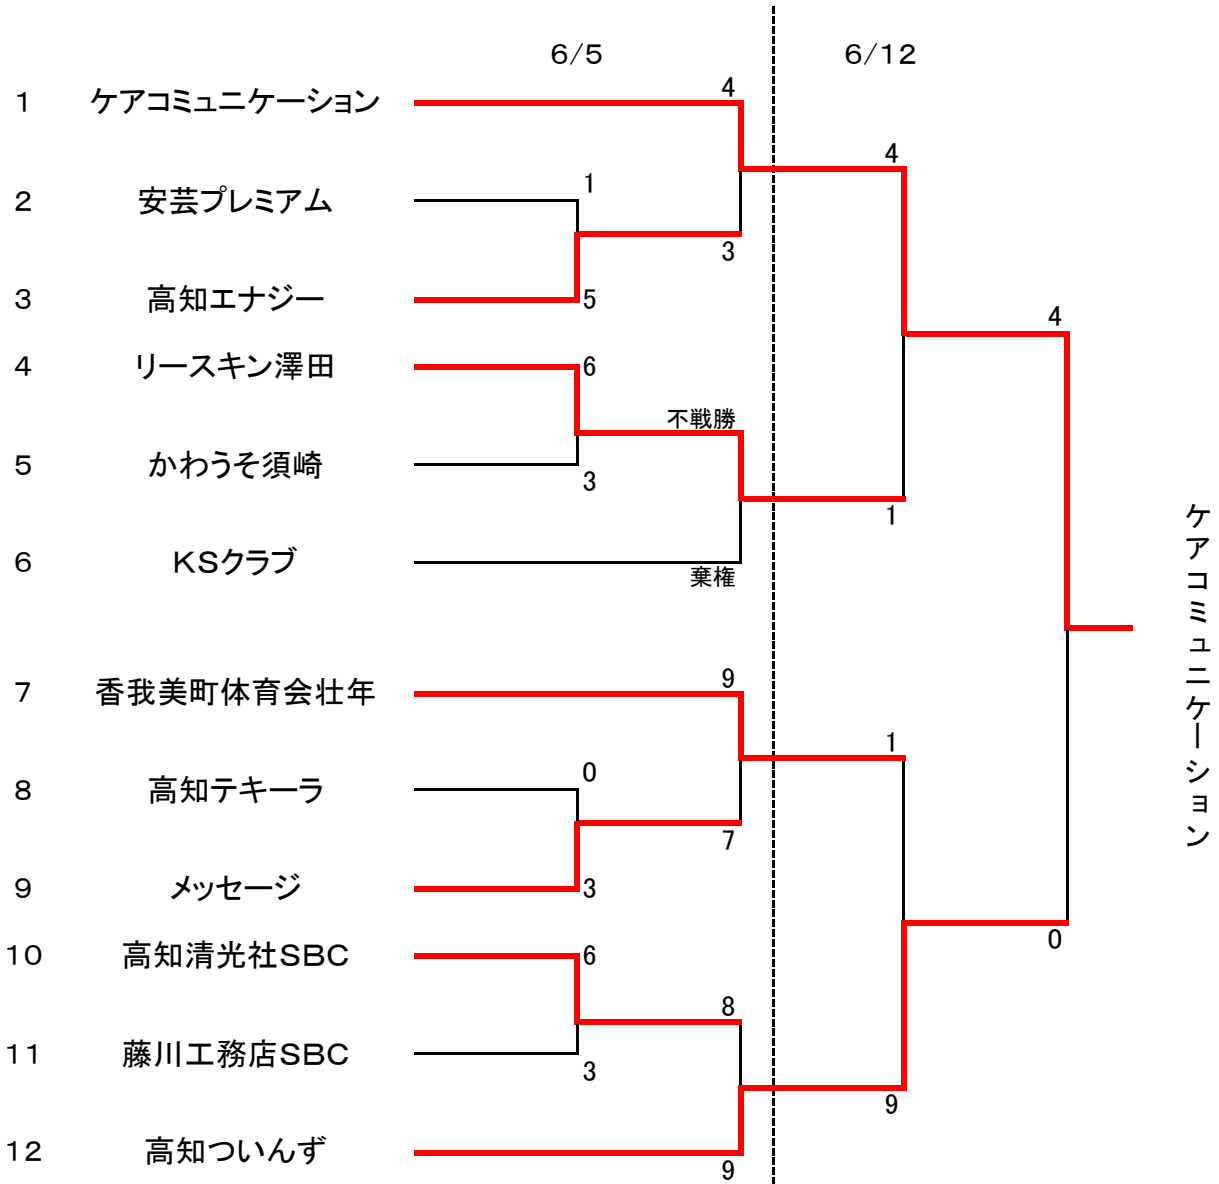 6/5
6/12
1 ケアコミュニケーション 4
4
2 安芸プレミアム 1
3
3 高知エナジー 5
4
4 リースキン澤田 6
不戦勝
5 かわうそ須崎 3
1
6 KSクラブ
棄権
ケアコミュニケーション
7 香我美町体育会壮年 9
1
8 高知テキーラ 0
7
9 メッセージ 3
0
10 高知清光社SBC 6
8
11 藤川工務店SBC 3
9
12 高知ついんず
9